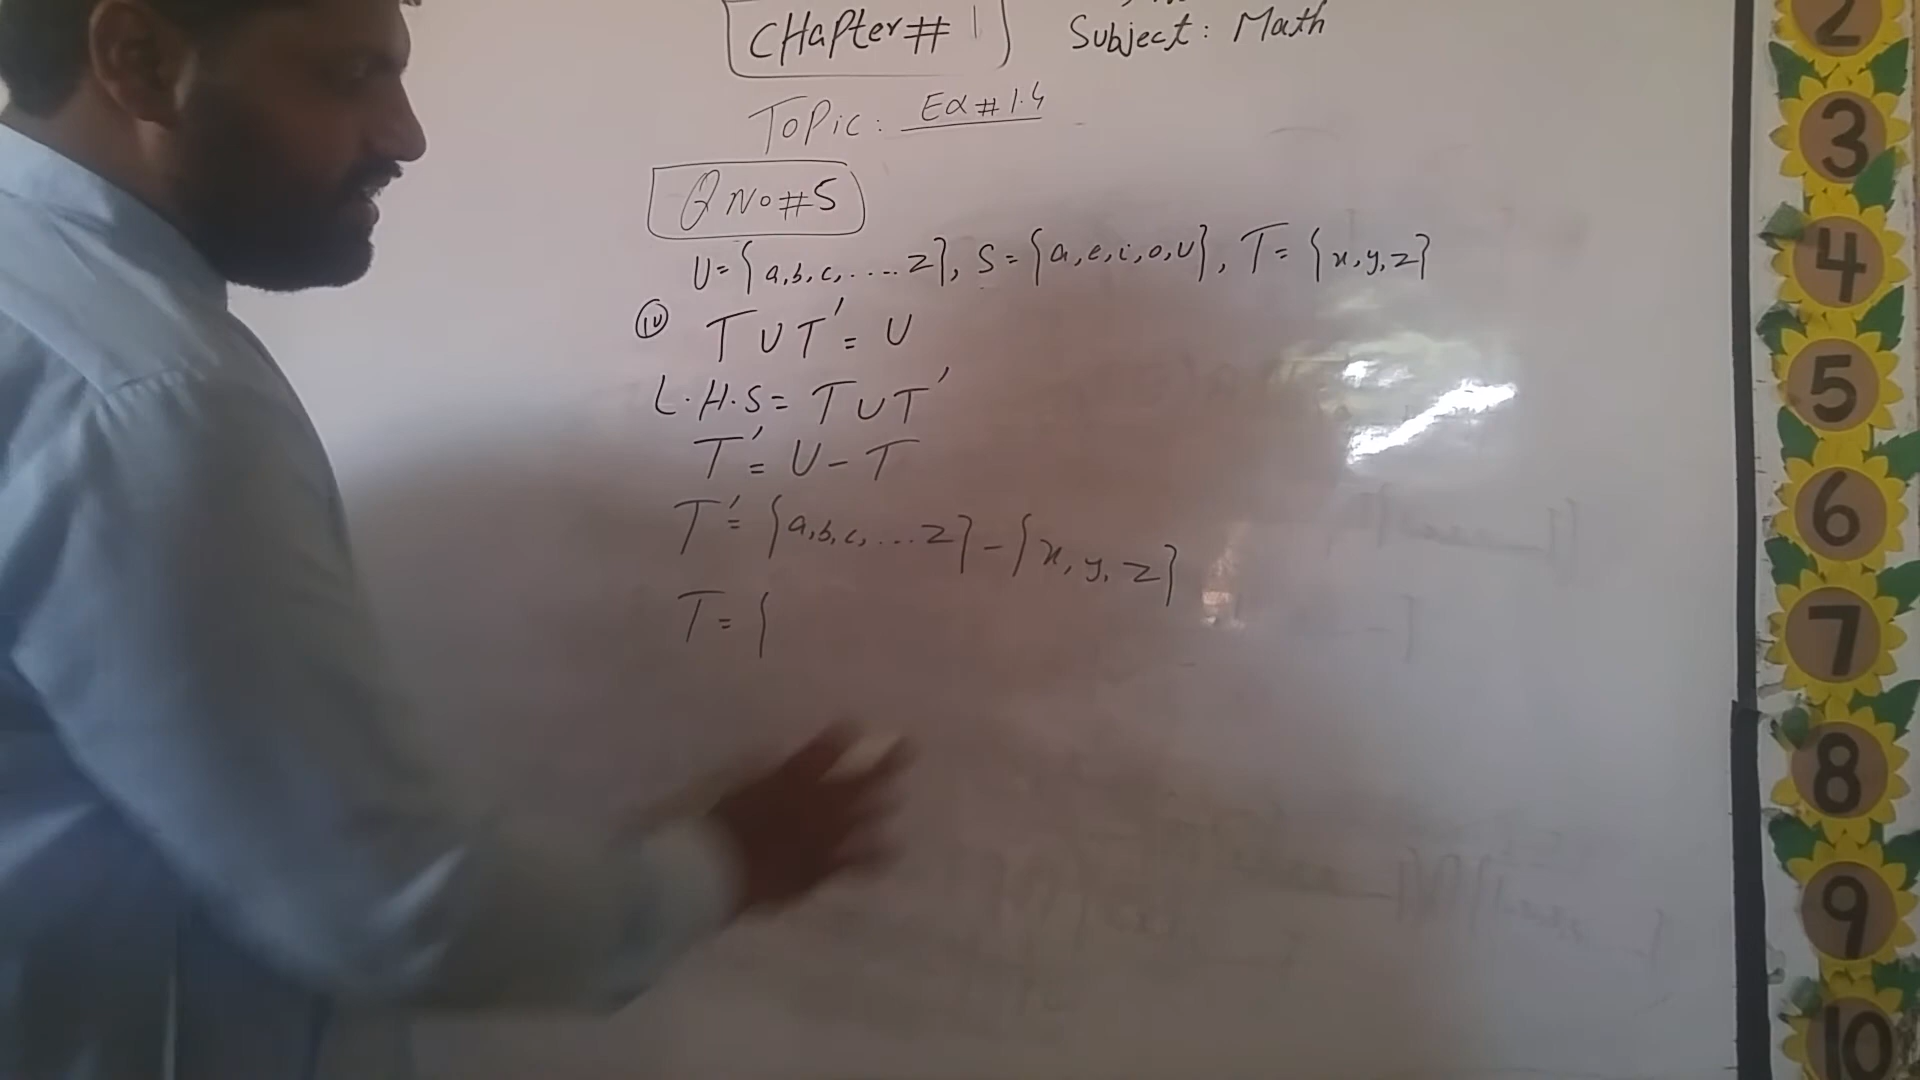 CHaPter # 1
Subject: Math
ToPic: Ex # 1.4
Q No # 5
U = {a, b, c, .... z}, S = {a, e, i, o, u}, T = {x, y, z}
(iv) T ∪ T' = U
L.H.S = T ∪ T'
T' = U - T
T' = {a, b, c, ... z} - {x, y, z}
T = {
2
3
4
5
6
7
8
9
10